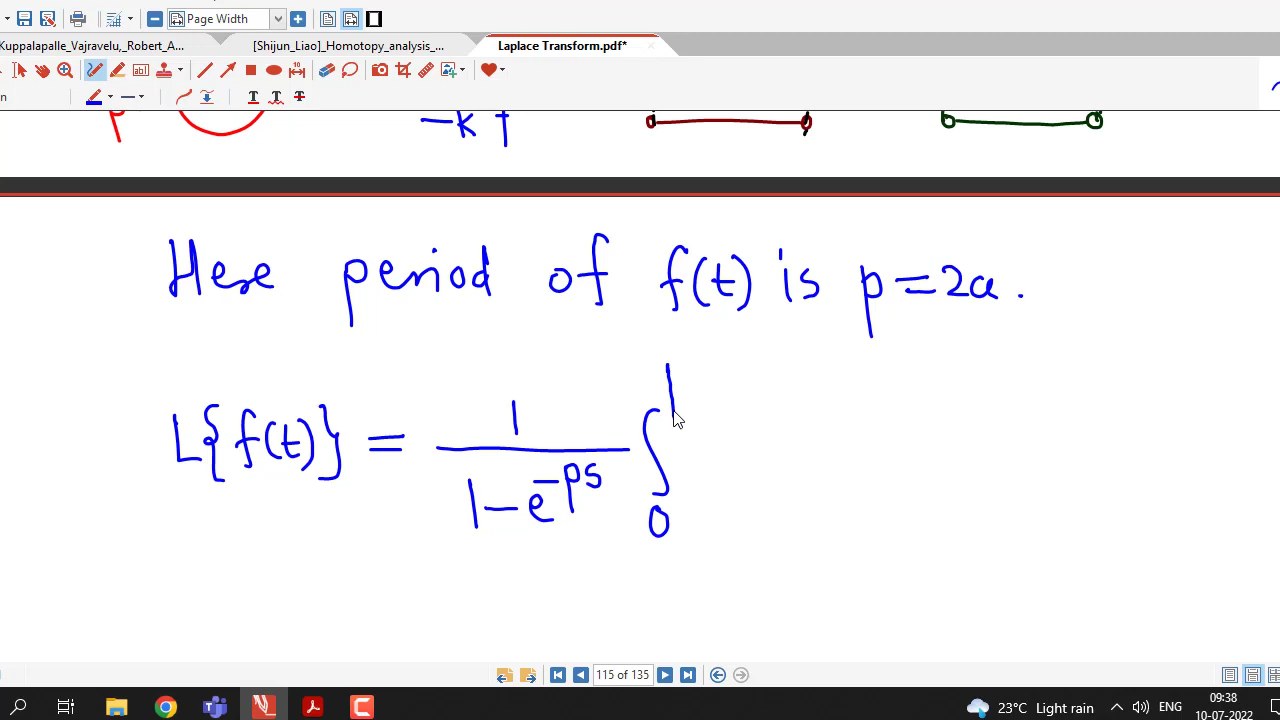 Page Width
Kuppalapalle_Vajravelu,_Robert_A... [Shijun_Liao]_Homotopy_analysis_... Laplace Transform.pdf*
n
-k
Here period of f(t) is p=2a.
L{f(t)} = 1/(1-e^-ps) ∫0
115 of 135
23°C Light rain ENG 09:38
10-07-2022